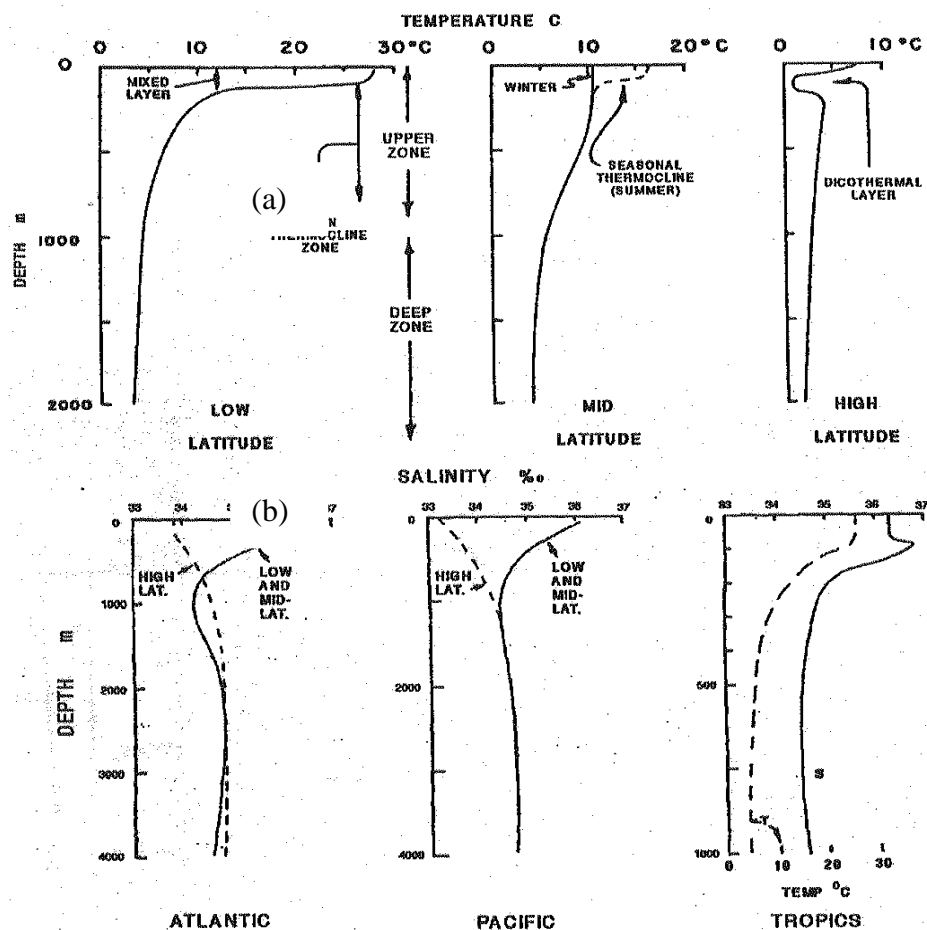 TEMPERATURE C
0 10 20 30°C 0 10 20°C 0 10°C
0
MIXED
LAYER
UPPER
ZONE
(a)
N
THERMOCLINE
ZONE
1000
DEPTH m
DEEP
ZONE
2000
LOW
LATITUDE
WINTER
SEASONAL
THERMOCLINE
(SUMMER)
MID
LATITUDE
DICOTHERMAL
LAYER
HIGH
LATITUDE
SALINITY ‰
(b)
33 34
0
HIGH
LAT.
LOW
AND
MID-
LAT.
1000
DEPTH m
2000
3000
4000
ATLANTIC
33 34 35 36 37
0
HIGH
LAT.
LOW
AND
MID-
LAT.
2000
4000
PACIFIC
33 34 35 36 37
0
500
S
T
1000
0 10 20 30
TEMP °C
TROPICS